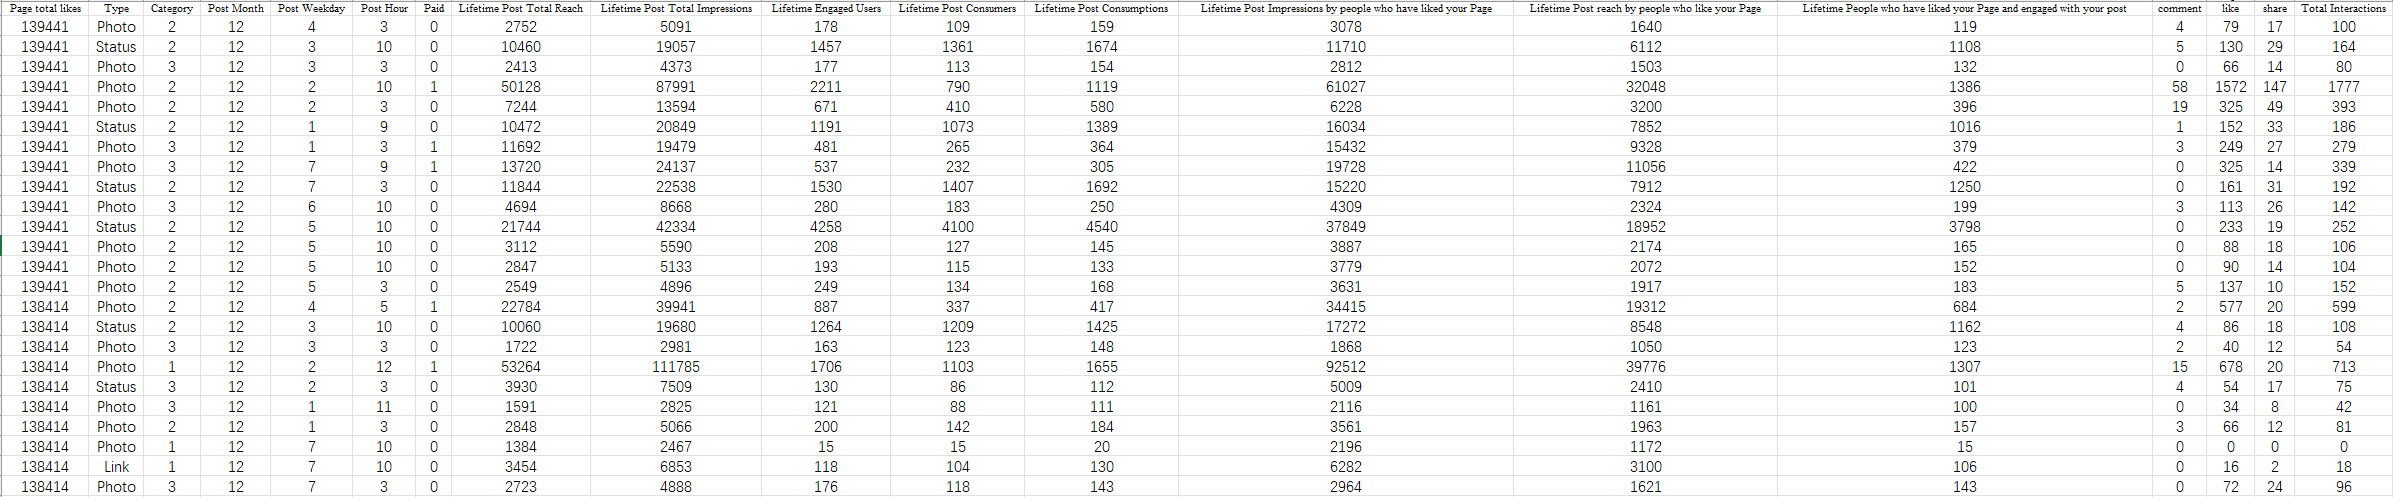 Page total likes Type Category Post Month Post Weekday Post Hour Paid Lifetime Post Total Reach Lifetime Post Total Impressions Lifetime Engaged Users Lifetime Post Consumers Lifetime Post Consumptions Lifetime Post Impressions by people who have liked your Page Lifetime Post reach by people who like your Page Lifetime People who have liked your Page and engaged with your post comment like share Total Interactions
139441 Photo 2 12 4 3 0 2752 5091 178 109 159 3078 1640 119 4 79 17 100
139441 Status 2 12 3 10 0 10460 19057 1457 1361 1674 11710 6112 1108 5 130 29 164
139441 Photo 3 12 3 3 0 2413 4373 177 113 154 2812 1503 132 0 66 14 80
139441 Photo 2 12 2 10 1 50128 87991 2211 790 1119 61027 32048 1386 58 1572 147 1777
139441 Photo 2 12 2 3 0 7244 13594 671 410 580 6228 3200 396 19 325 49 393
139441 Status 2 12 1 9 0 10472 20849 1191 1073 1389 16034 7852 1016 1 152 33 186
139441 Photo 3 12 1 3 1 11692 19479 481 265 364 15432 9328 379 3 249 27 279
139441 Photo 3 12 7 9 1 13720 24137 537 232 305 19728 11056 422 0 325 14 339
139441 Status 2 12 7 3 0 11844 22538 1530 1407 1692 15220 7912 1250 0 161 31 192
139441 Photo 3 12 6 10 0 4694 8668 280 183 250 4309 2324 199 3 113 26 142
139441 Status 2 12 5 10 0 21744 42334 4258 4100 4540 37849 18952 3798 0 233 19 252
139441 Photo 2 12 5 10 0 3112 5590 208 127 145 3887 2174 165 0 88 18 106
139441 Photo 2 12 5 10 0 2847 5133 193 115 133 3779 2072 152 0 90 14 104
139441 Photo 2 12 5 3 0 2549 4896 249 134 168 3631 1917 183 5 137 10 152
138414 Photo 2 12 4 5 1 22784 39941 887 337 417 34415 19312 684 2 577 20 599
138414 Status 2 12 3 10 0 10060 19680 1264 1209 1425 17272 8548 1162 4 86 18 108
138414 Photo 3 12 3 3 0 1722 2981 163 123 148 1868 1050 123 2 40 12 54
138414 Photo 1 12 2 12 1 53264 111785 1706 1103 1655 92512 39776 1307 15 678 20 713
138414 Status 3 12 2 3 0 3930 7509 130 86 112 5009 2410 101 4 54 17 75
138414 Photo 3 12 1 11 0 1591 2825 121 88 111 2116 1161 100 0 34 8 42
138414 Photo 2 12 1 3 0 2848 5066 200 142 184 3561 1963 157 3 66 12 81
138414 Photo 1 12 7 10 0 1384 2467 15 15 20 2196 1172 15 0 0 0 0
138414 Link 1 12 7 10 0 3454 6853 118 104 130 6282 3100 106 0 16 2 18
138414 Photo 3 12 7 3 0 2723 4888 176 118 143 2964 1621 143 0 72 24 96